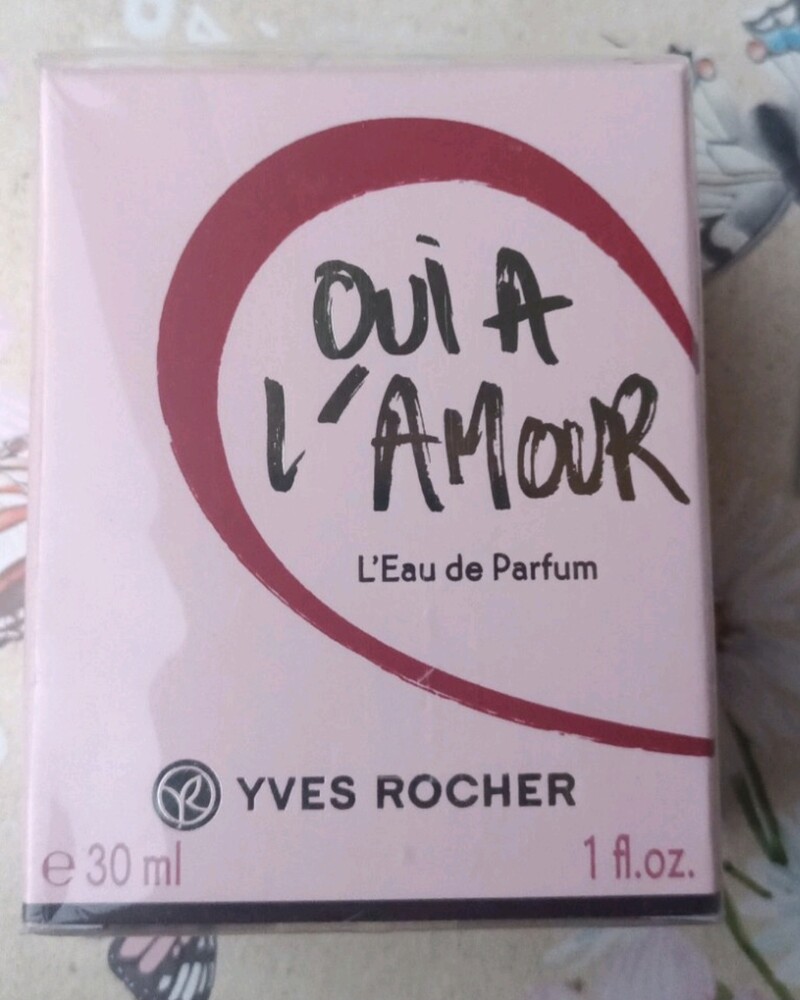 OUI A
L'AMOUR
L'Eau de Parfum
YVES ROCHER
℮ 30 ml 1 fl.oz.